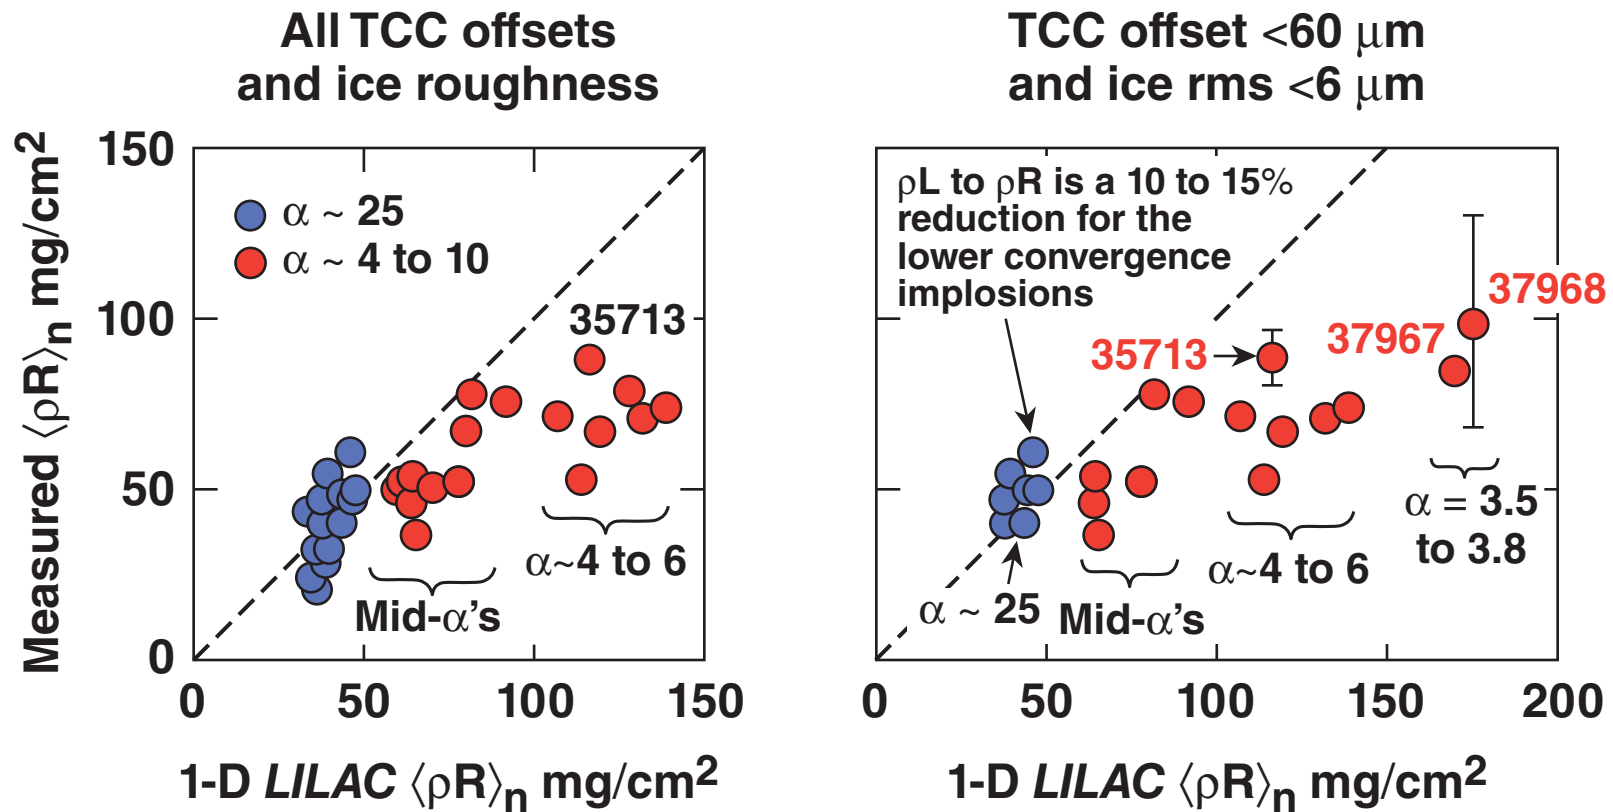 All TCC offsets
and ice roughness
Measured ⟨ρR⟩n mg/cm2
150
100
50
0
α ~ 25
α ~ 4 to 10
35713
α~4 to 6
Mid-α’s
0
50
100
150
1-D LILAC ⟨ρR⟩n mg/cm2
TCC offset <60 μm
and ice rms <6 μm
ρL to ρR is a 10 to 15%
reduction for the
lower convergence
implosions
37968
37967
35713
α = 3.5
to 3.8
α~4 to 6
α ~ 25
Mid-α’s
0
50
100
150
200
1-D LILAC ⟨ρR⟩n mg/cm2